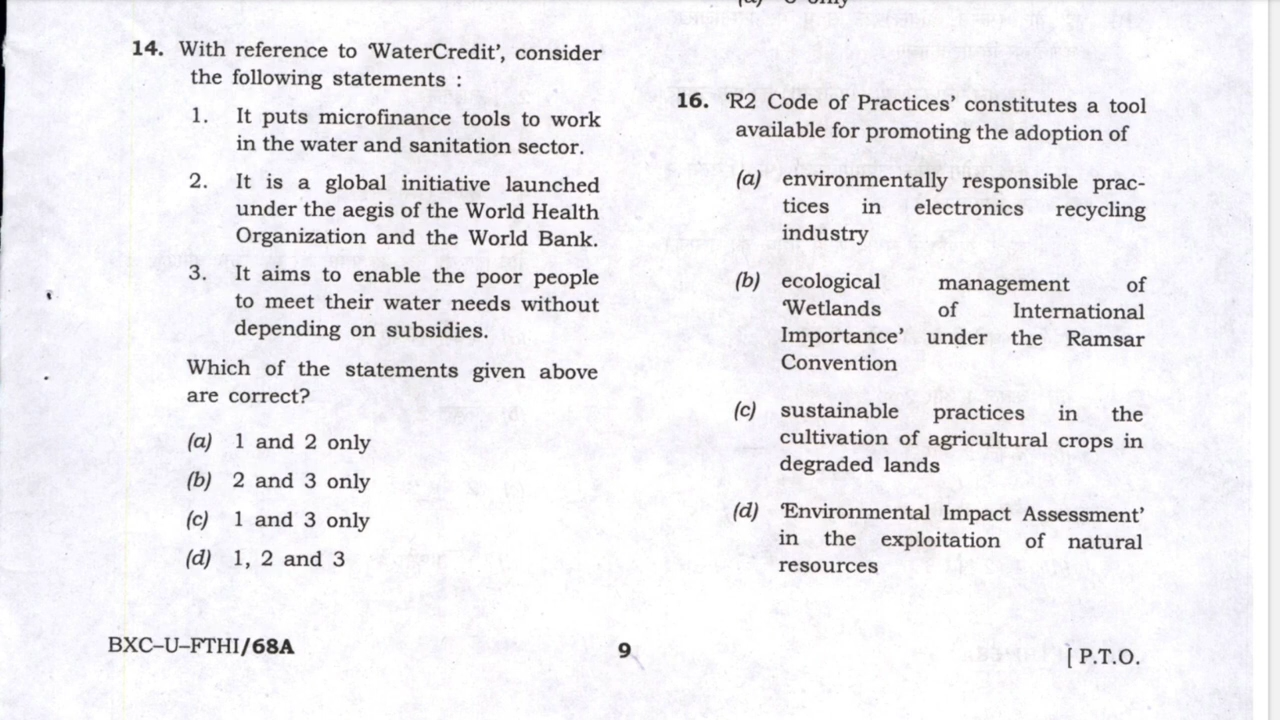 14. With reference to 'WaterCredit', consider
the following statements :
1. It puts microfinance tools to work
in the water and sanitation sector.
2. It is a global initiative launched
under the aegis of the World Health
Organization and the World Bank.
3. It aims to enable the poor people
to meet their water needs without
depending on subsidies.
Which of the statements given above
are correct?
(a) 1 and 2 only
(b) 2 and 3 only
(c) 1 and 3 only
(d) 1, 2 and 3
16. 'R2 Code of Practices' constitutes a tool
available for promoting the adoption of
(a) environmentally responsible prac-
tices in electronics recycling
industry
(b) ecological management of
'Wetlands of International
Importance' under the Ramsar
Convention
(c) sustainable practices in the
cultivation of agricultural crops in
degraded lands
(d) 'Environmental Impact Assessment'
in the exploitation of natural
resources
BXC-U-FTHI/68A
9
[ P.T.O.